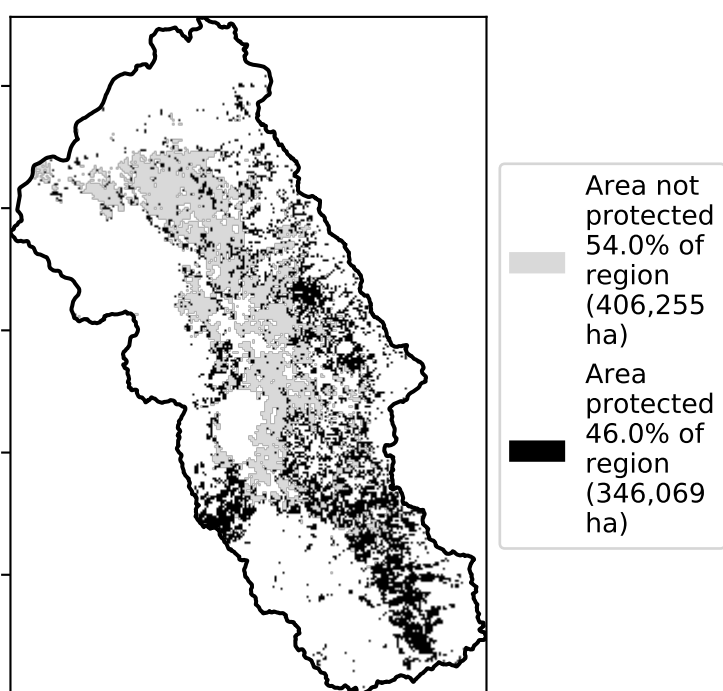 Area not
protected
54.0% of
region
(406,255
ha)
Area
protected
46.0% of
region
(346,069
ha)